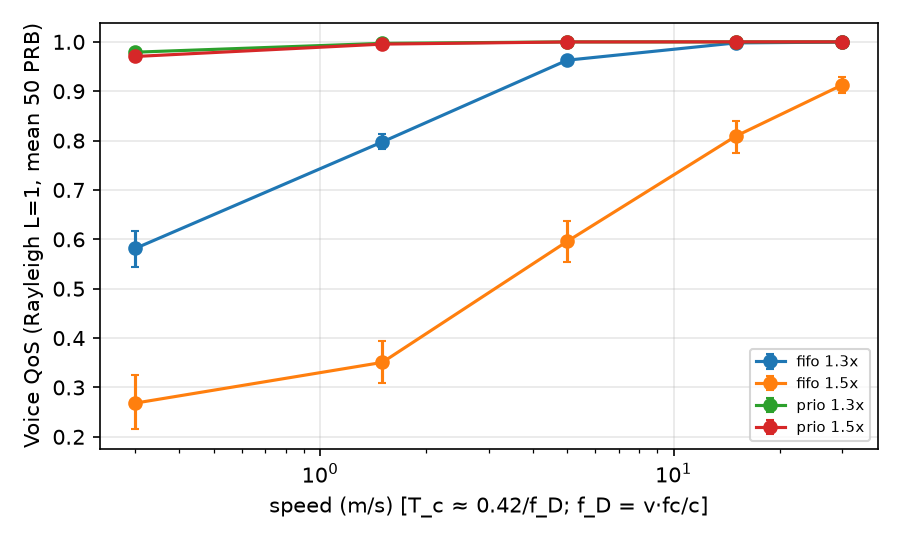 Voice QoS (Rayleigh L=1, mean 50 PRB)
1.0
0.9
0.8
0.7
0.6
0.5
0.4
0.3
0.2
fifo 1.3x
fifo 1.5x
prio 1.3x
prio 1.5x
10⁰ 10¹
speed (m/s) [T_c ≈ 0.42/f_D; f_D = v·fc/c]